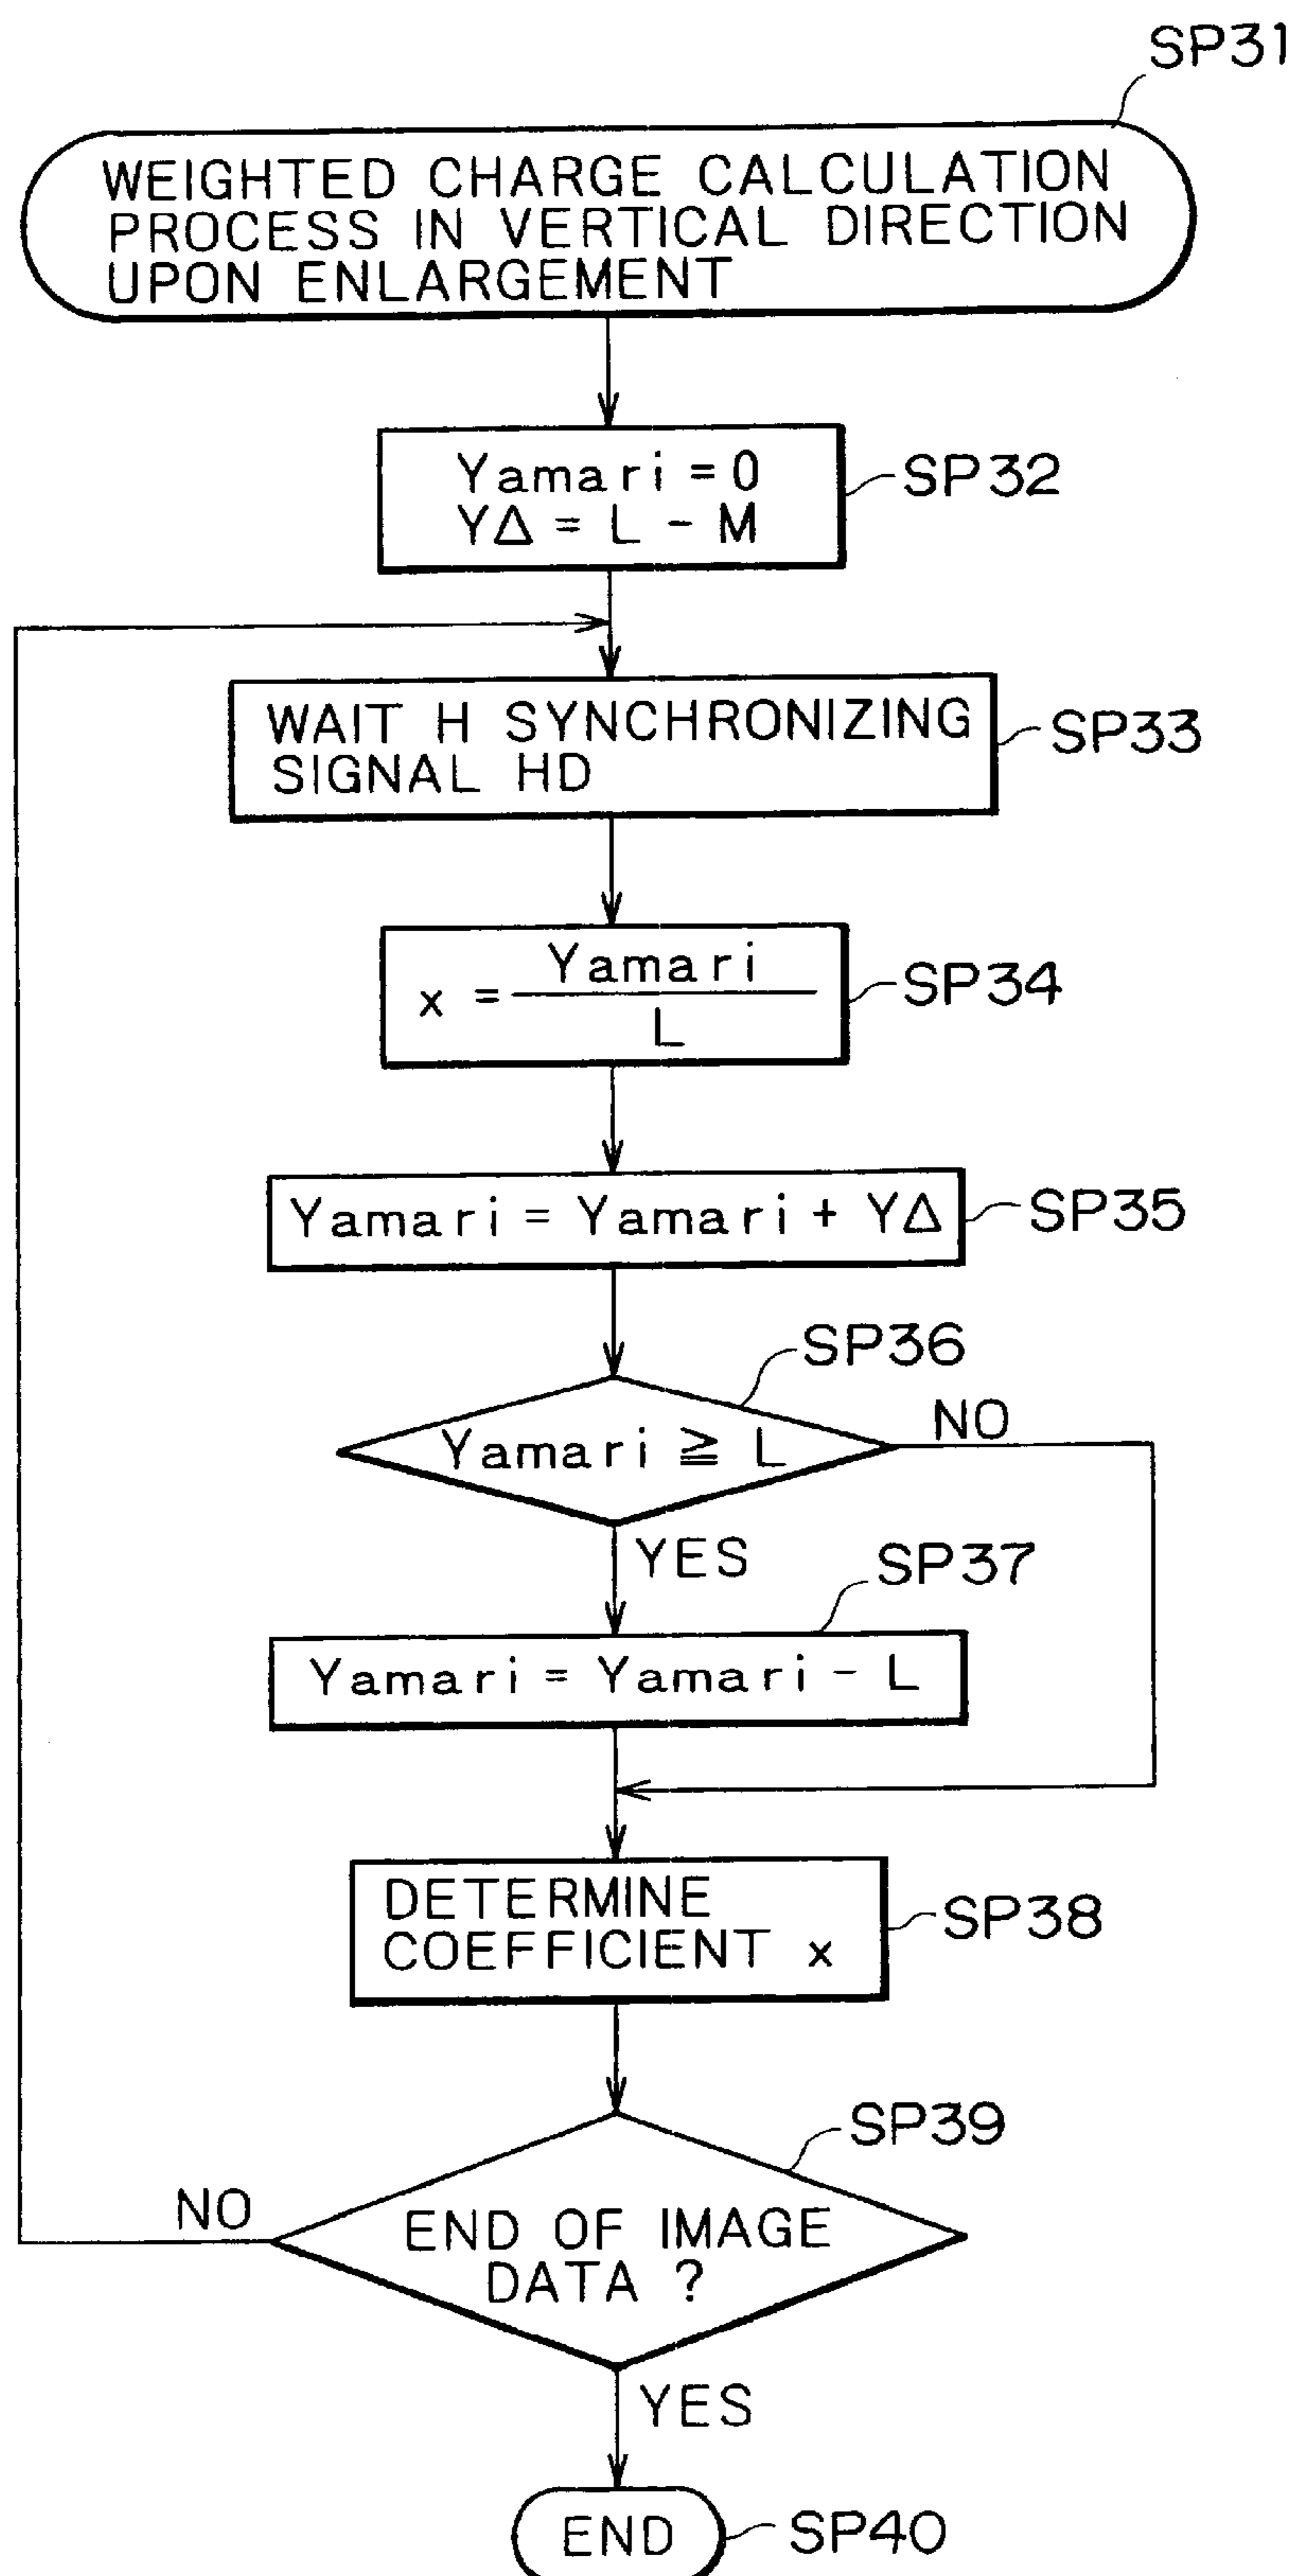 SP31
WEIGHTED CHARGE CALCULATION
PROCESS IN VERTICAL DIRECTION
UPON ENLARGEMENT
Yamari = 0
YΔ = L - M
SP32
WAIT H SYNCHRONIZING
SIGNAL HD
SP33
x = Yamari / L
SP34
Yamari = Yamari + YΔ
SP35
SP36
Yamari ≧ L
NO
YES
SP37
Yamari = Yamari - L
DETERMINE
COEFFICIENT x
SP38
SP39
NO
END OF IMAGE
DATA ?
YES
END
SP40